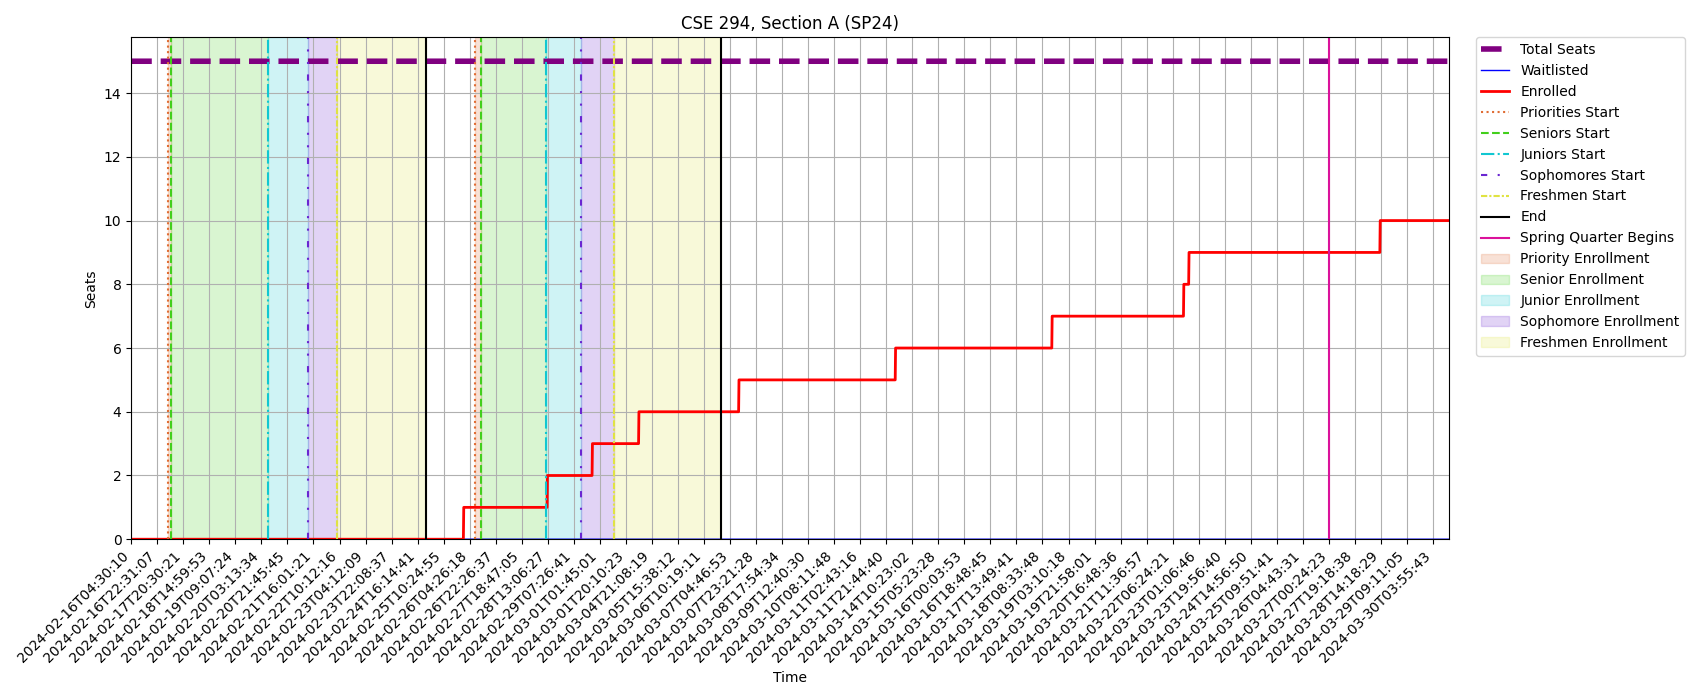 CSE 294, Section A (SP24)
Seats
14
12
10
8
6
4
2
0
2024-02-16T04:30:10
2024-02-16T22:31:07
2024-02-17T20:30:21
2024-02-18T14:59:53
2024-02-19T09:07:24
2024-02-20T03:13:34
2024-02-20T21:45:45
2024-02-21T16:01:21
2024-02-22T10:12:16
2024-02-23T04:12:09
2024-02-23T22:08:37
2024-02-24T16:14:41
2024-02-25T10:24:55
2024-02-26T04:26:18
2024-02-26T22:26:37
2024-02-27T18:47:05
2024-02-28T13:06:27
2024-02-29T07:26:41
2024-03-01T01:45:01
2024-03-01T20:10:23
2024-03-04T21:08:19
2024-03-05T15:38:12
2024-03-06T10:19:11
2024-03-07T04:46:53
2024-03-07T23:21:28
2024-03-08T17:54:34
2024-03-09T12:40:30
2024-03-10T08:11:48
2024-03-11T02:43:16
2024-03-11T21:44:40
2024-03-14T10:23:02
2024-03-15T05:23:28
2024-03-16T00:03:53
2024-03-16T18:48:45
2024-03-17T13:49:41
2024-03-18T08:33:48
2024-03-19T03:10:18
2024-03-19T21:58:01
2024-03-20T16:48:36
2024-03-21T11:36:57
2024-03-22T06:24:21
2024-03-23T01:06:46
2024-03-23T19:56:40
2024-03-24T14:56:50
2024-03-25T09:51:41
2024-03-26T04:43:31
2024-03-27T00:24:23
2024-03-27T19:18:38
2024-03-28T14:18:29
2024-03-29T09:11:05
2024-03-30T03:55:43
Time
Total Seats
Waitlisted
Enrolled
Priorities Start
Seniors Start
Juniors Start
Sophomores Start
Freshmen Start
End
Spring Quarter Begins
Priority Enrollment
Senior Enrollment
Junior Enrollment
Sophomore Enrollment
Freshmen Enrollment